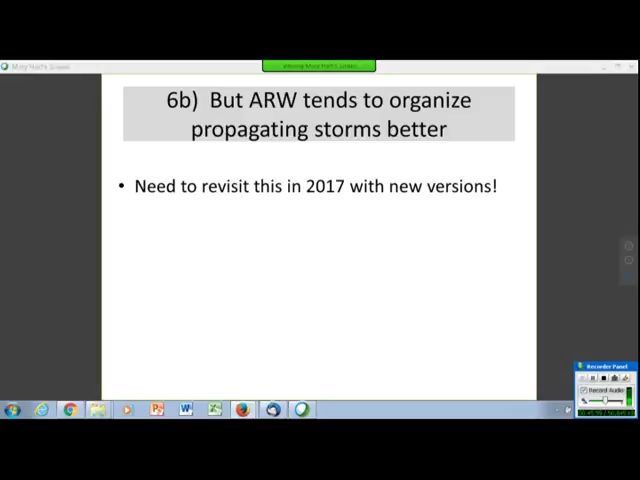 6b) But ARW tends to organize
propagating storms better
• Need to revisit this in 2017 with new versions!
Recorder Panel
Record Audio